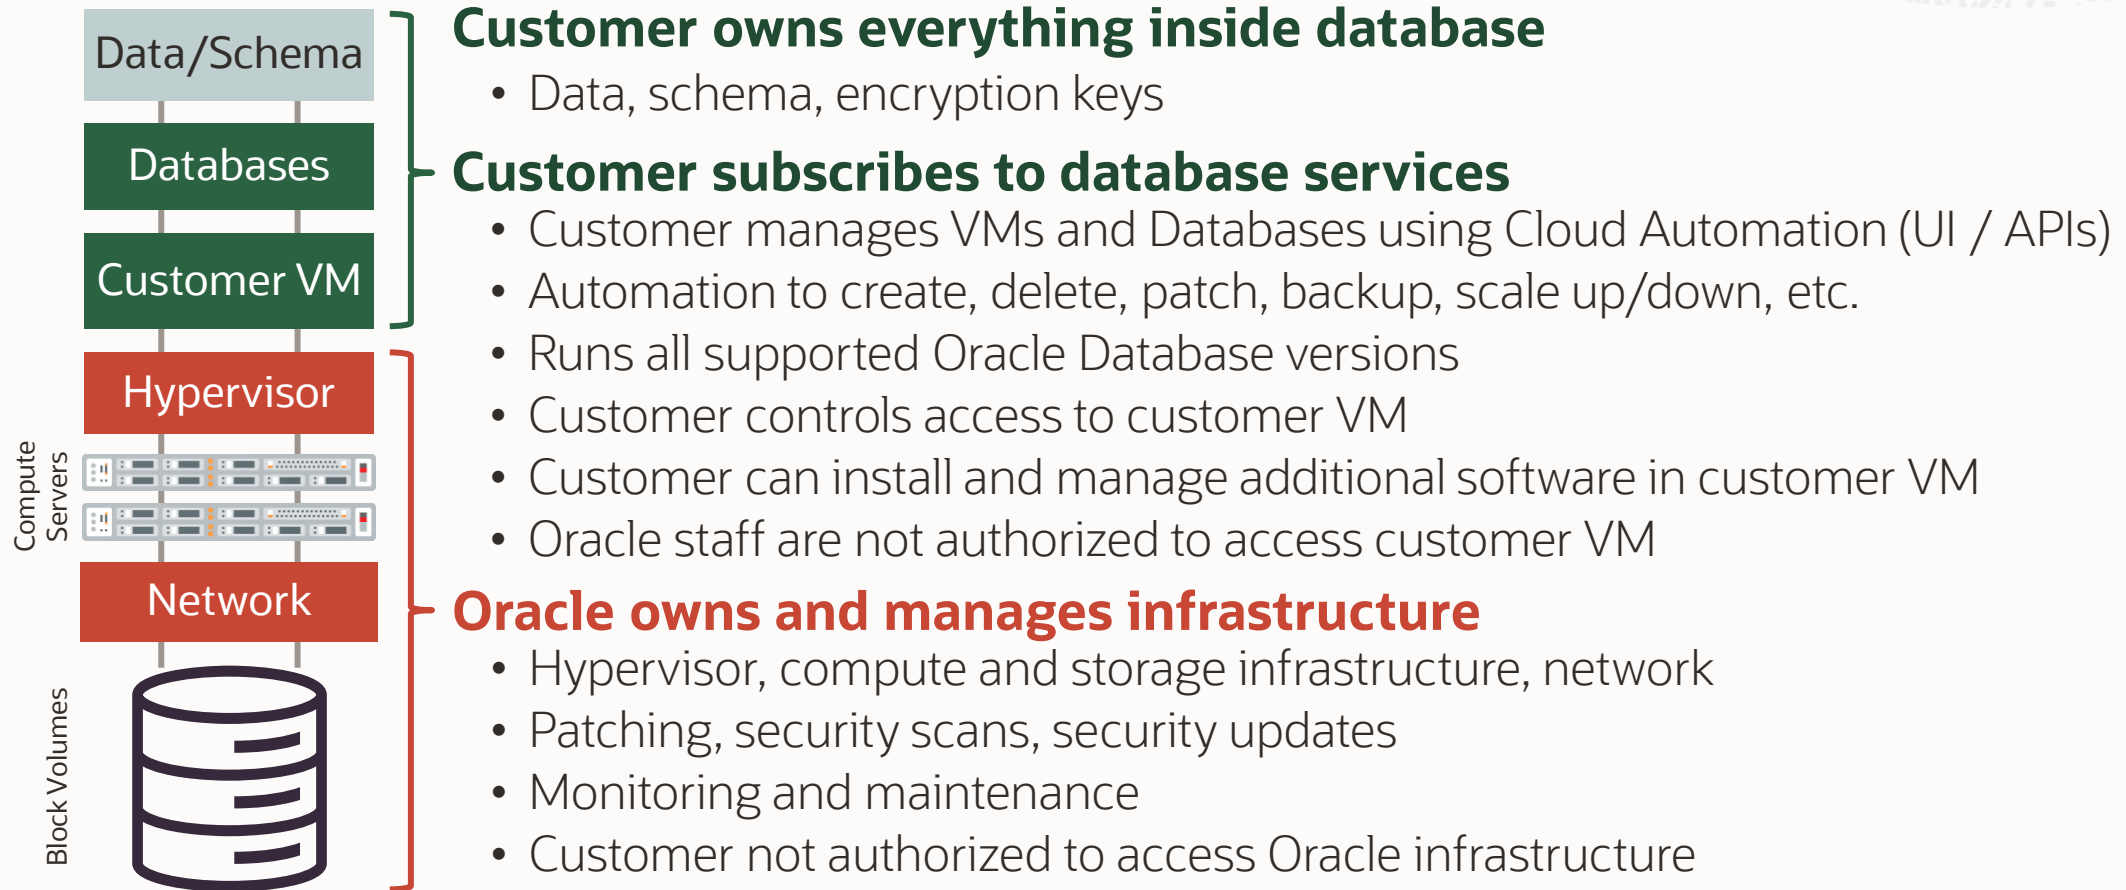 Data/Schema
Databases
Customer VM
Hypervisor
Compute
Servers
Network
Block Volumes
Customer owns everything inside database
• Data, schema, encryption keys
Customer subscribes to database services
• Customer manages VMs and Databases using Cloud Automation (UI / APIs)
• Automation to create, delete, patch, backup, scale up/down, etc.
• Runs all supported Oracle Database versions
• Customer controls access to customer VM
• Customer can install and manage additional software in customer VM
• Oracle staff are not authorized to access customer VM
Oracle owns and manages infrastructure
• Hypervisor, compute and storage infrastructure, network
• Patching, security scans, security updates
• Monitoring and maintenance
• Customer not authorized to access Oracle infrastructure